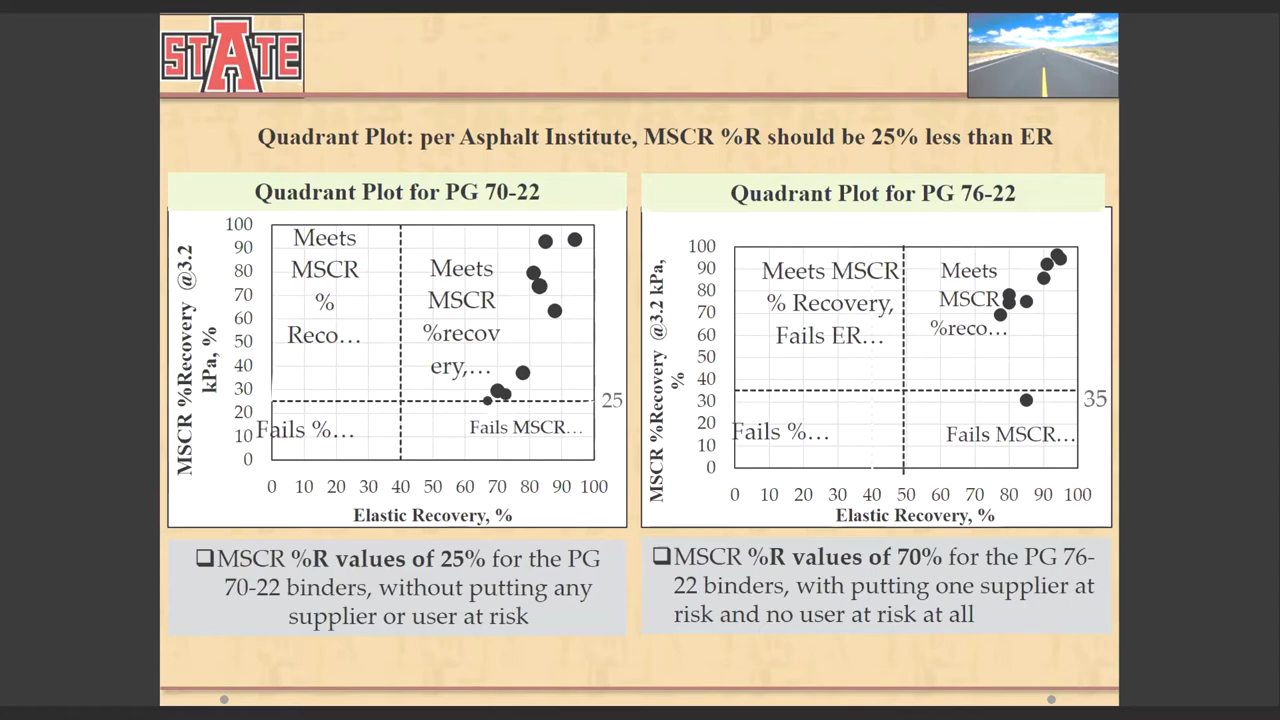 STATE
Quadrant Plot: per Asphalt Institute, MSCR %R should be 25% less than ER
Quadrant Plot for PG 70-22
MSCR %Recovery @3.2
kPa, %
100
90
80
70
60
50
40
30
20
10
0
Meets
MSCR
%
Reco…
Meets
MSCR
%recov
ery,…
25
Fails %…
Fails MSCR…
0 10 20 30 40 50 60 70 80 90 100
Elastic Recovery, %
❑MSCR %R values of 25% for the PG
70-22 binders, without putting any
supplier or user at risk
Quadrant Plot for PG 76-22
MSCR %Recovery @3.2 kPa,
%
100
90
80
70
60
50
40
30
20
10
0
Meets MSCR
% Recovery,
Fails ER…
Meets
MSCR
%reco…
35
Fails %…
Fails MSCR…
0 10 20 30 40 50 60 70 80 90 100
Elastic Recovery, %
❑MSCR %R values of 70% for the PG 76-
22 binders, with putting one supplier at
risk and no user at risk at all